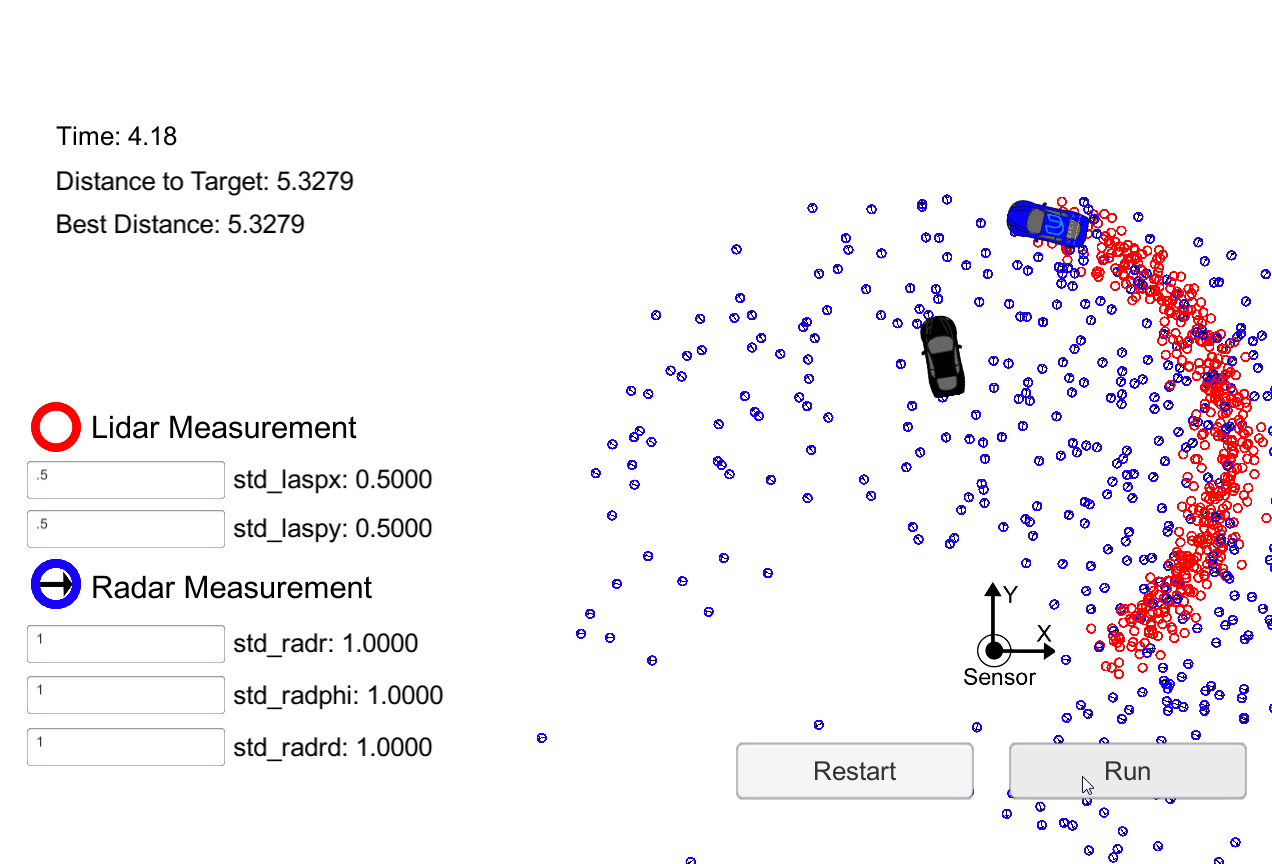 Time: 4.18
Distance to Target: 5.3279
Best Distance: 5.3279
Lidar Measurement
.5 std_laspx: 0.5000
.5 std_laspy: 0.5000
Radar Measurement
1 std_radr: 1.0000
1 std_radphi: 1.0000
1 std_radrd: 1.0000
Y
X
Sensor
Restart
Run